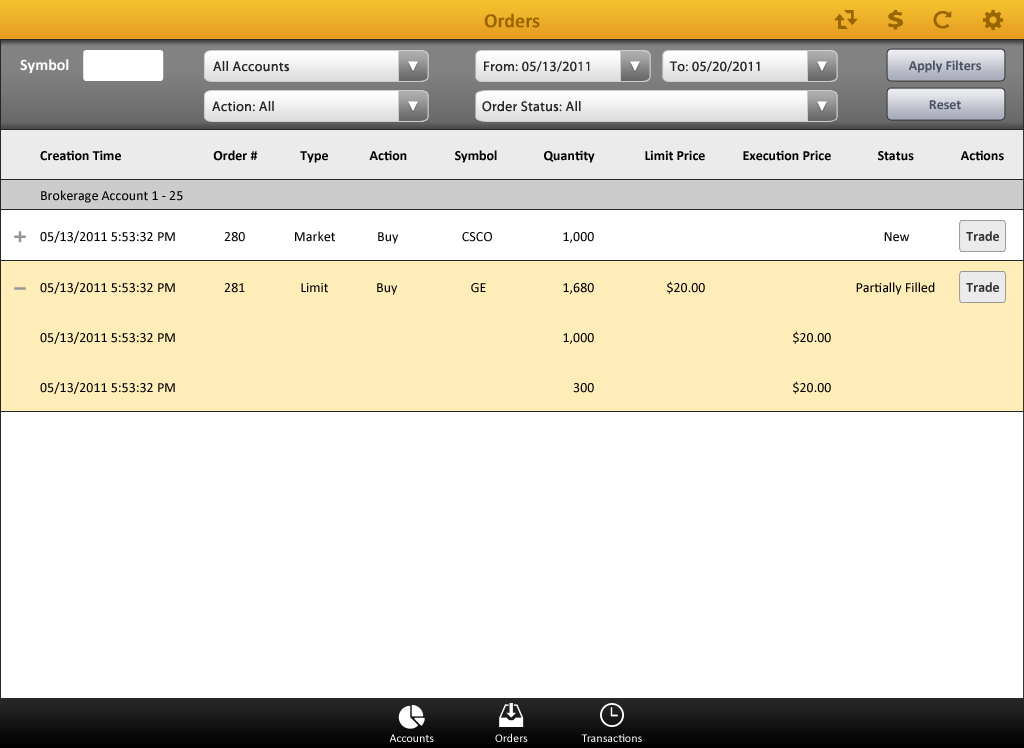 Orders
$
Symbol All Accounts From: 05/13/2011 To: 05/20/2011 Apply Filters
Action: All Order Status: All Reset
Creation Time Order # Type Action Symbol Quantity Limit Price Execution Price Status Actions
Brokerage Account 1 - 25
05/13/2011 5:53:32 PM 280 Market Buy CSCO 1,000 New Trade
05/13/2011 5:53:32 PM 281 Limit Buy GE 1,680 $20.00 Partially Filled Trade
05/13/2011 5:53:32 PM 1,000 $20.00
05/13/2011 5:53:32 PM 300 $20.00
Accounts Orders Transactions